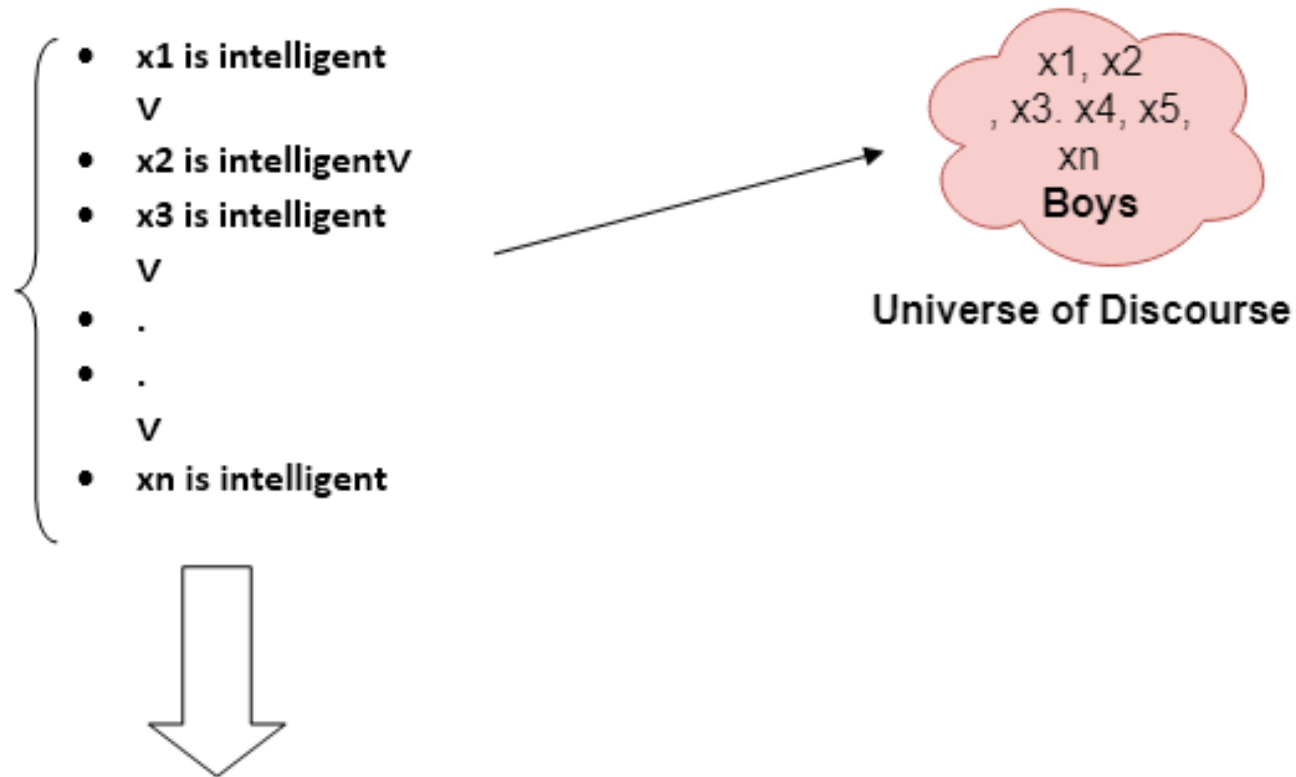 • x1 is intelligent
∨
• x2 is intelligent∨
• x3 is intelligent
∨
• .
• .
∨
• xn is intelligent
x1, x2
, x3. x4, x5,
xn
Boys
Universe of Discourse